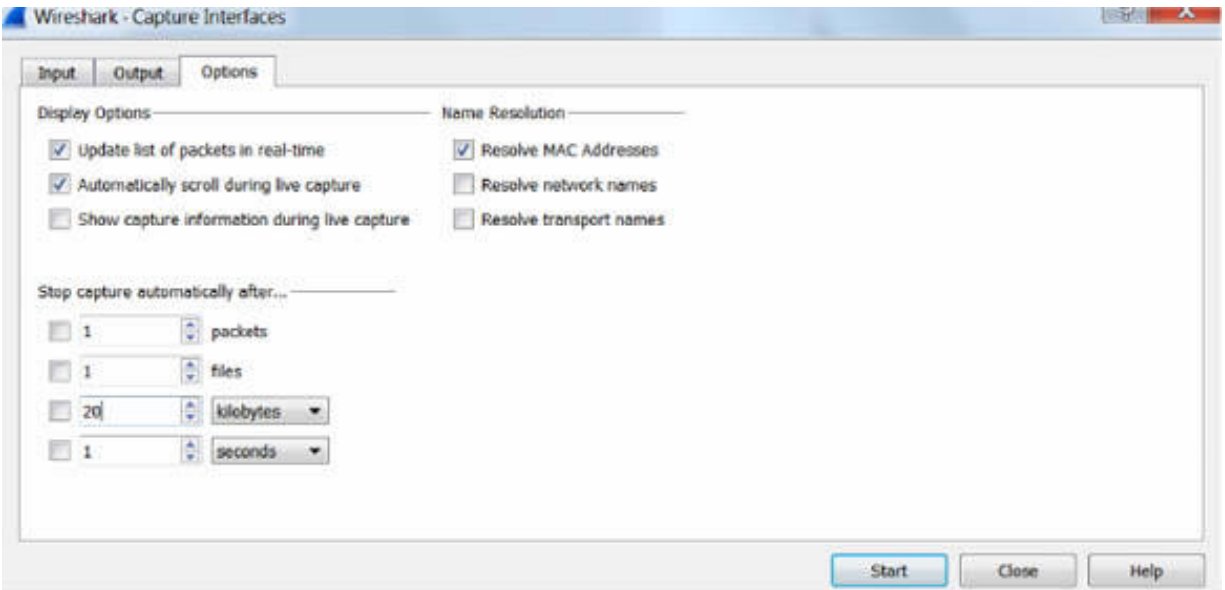 Wireshark - Capture Interfaces
Input Output Options
Display Options
Update list of packets in real-time
Automatically scroll during live capture
Show capture information during live capture
Name Resolution
Resolve MAC Addresses
Resolve network names
Resolve transport names
Stop capture automatically after...
1 packets
1 files
20 kilobytes
1 seconds
Start Close Help